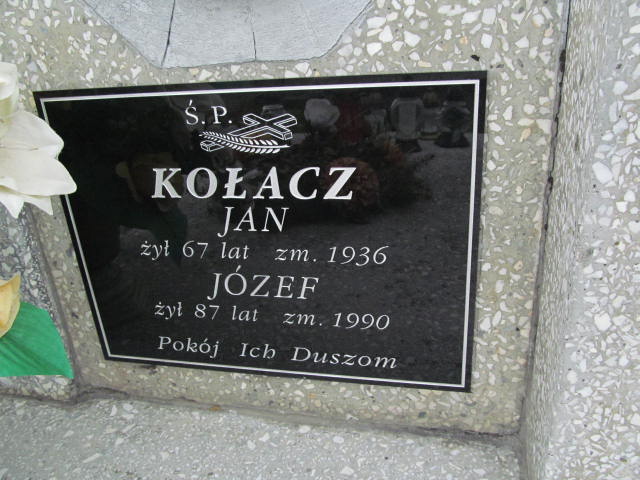 Ś. P.
KOŁACZ
JAN
żył 67 lat zm. 1936
JÓZEF
żył 87 lat zm. 1990
Pokój Ich Duszom